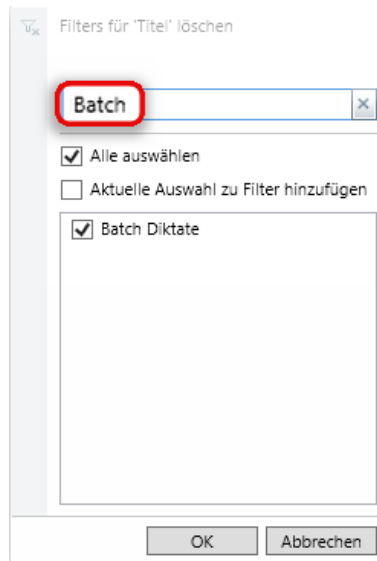 Filters für 'Titel' löschen
Batch
Alle auswählen
Aktuelle Auswahl zu Filter hinzufügen
Batch Diktate
OK Abbrechen